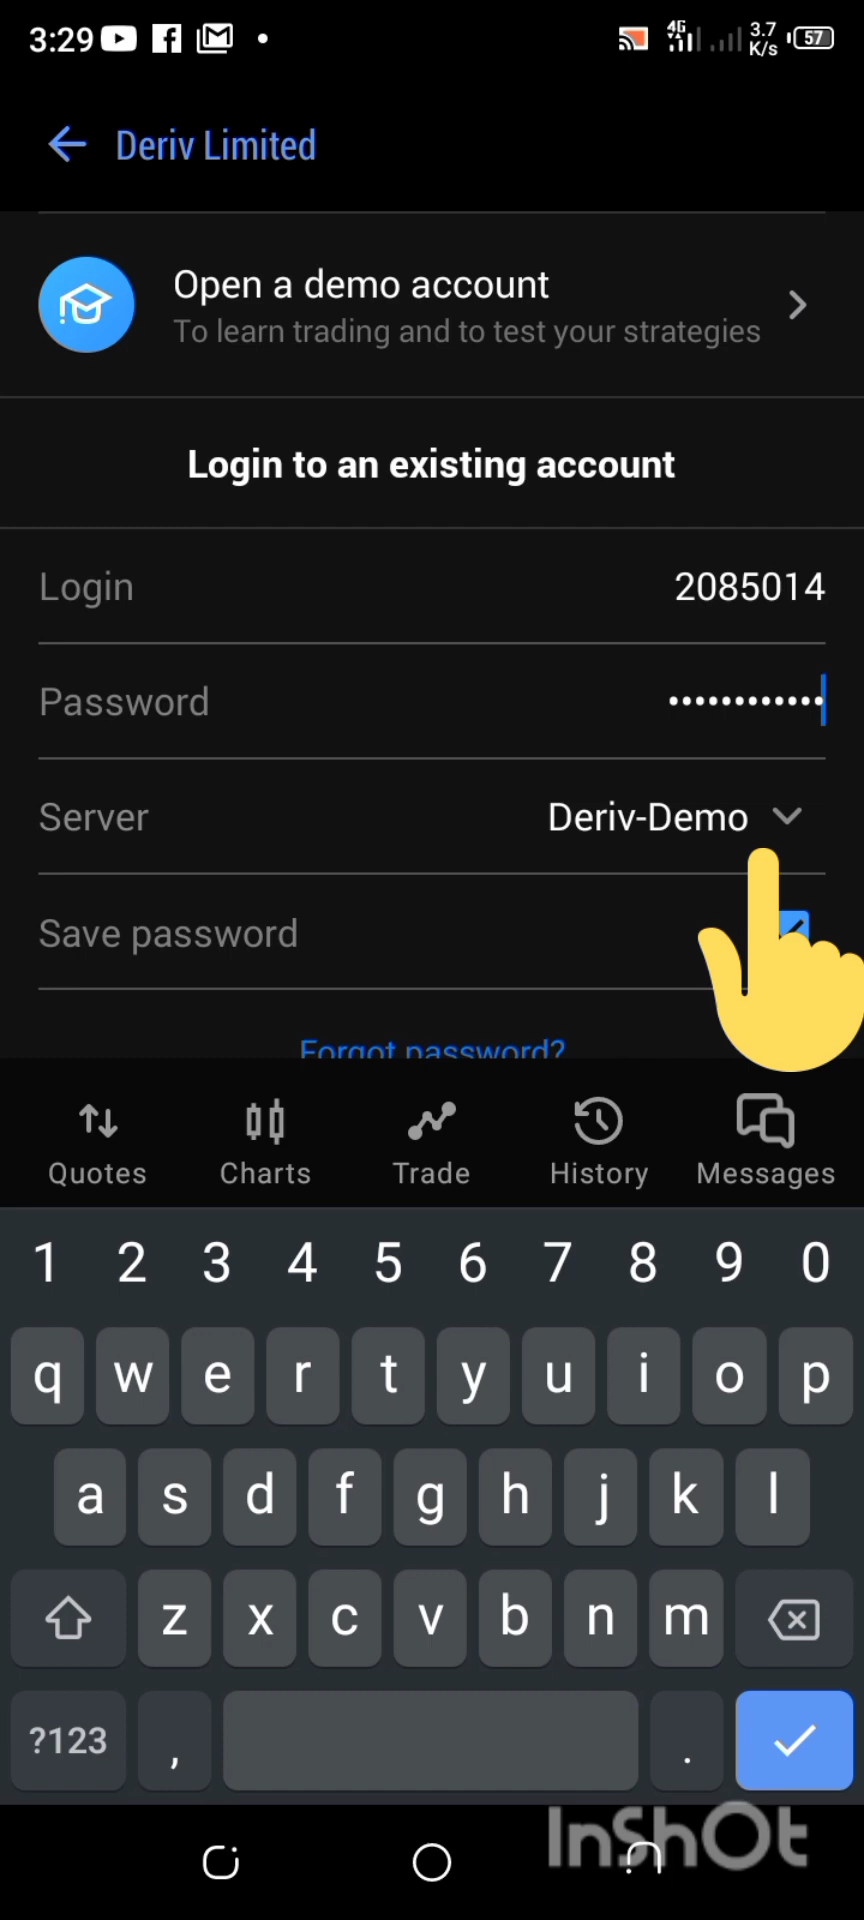 3:29
4G
3.7
K/s
57
Deriv Limited
Open a demo account
To learn trading and to test your strategies
Login to an existing account
Login 2085014
Password ••••••••••••
Server Deriv-Demo
Save password
Forgot password?
Quotes Charts Trade History Messages
1 2 3 4 5 6 7 8 9 0
q w e r t y u i o p
a s d f g h j k l
z x c v b n m
?123 , .
InShOt